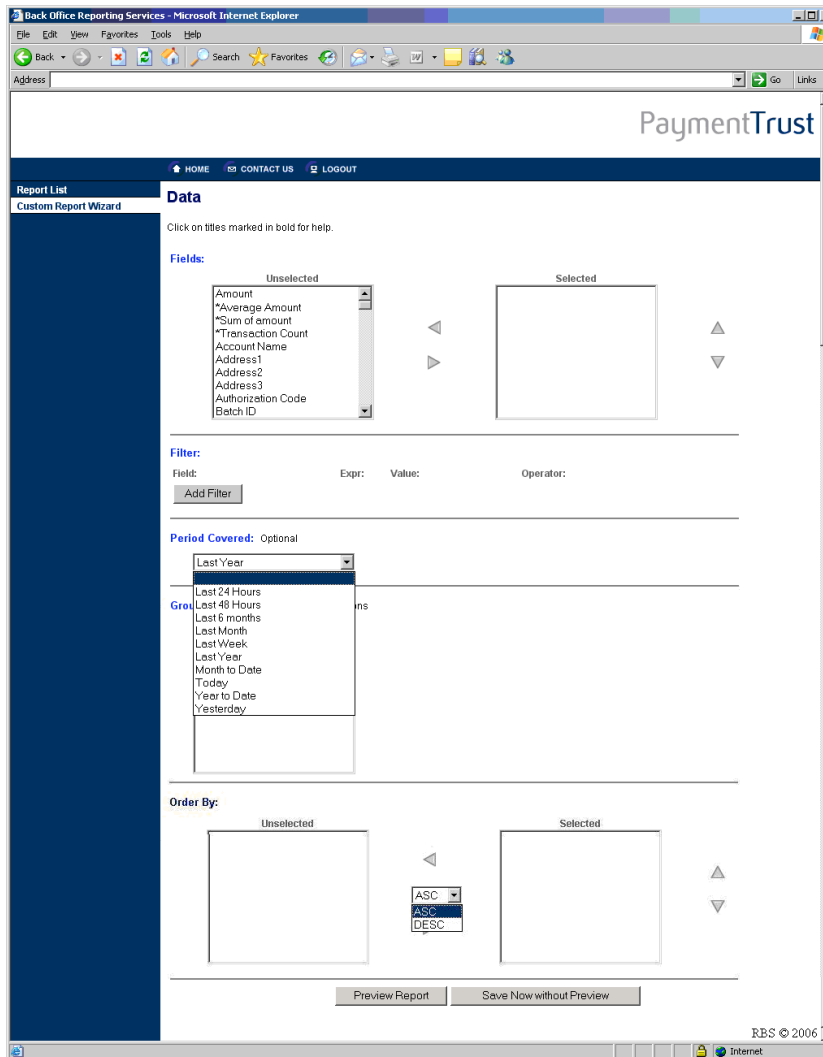 Back Office Reporting Services - Microsoft Internet Explorer
File Edit View Favorites Tools Help
Back Search Favorites
Address Go Links
PaymentTrust
HOME CONTACT US LOGOUT
Report List
Custom Report Wizard
Data
Click on titles marked in bold for help.
Fields:
Unselected Selected
Amount
*Average Amount
*Sum of amount
*Transaction Count
Account Name
Address1
Address2
Address3
Authorization Code
Batch ID
Filter:
Field: Expr: Value: Operator:
Add Filter
Period Covered: Optional
Last Year
Last 24 Hours
Last 48 Hours
Last 6 months
Last Month
Last Week
Last Year
Month to Date
Today
Year to Date
Yesterday
Order By:
Unselected Selected
ASC
ASC
DESC
Preview Report Save Now without Preview
RBS © 2006
Internet